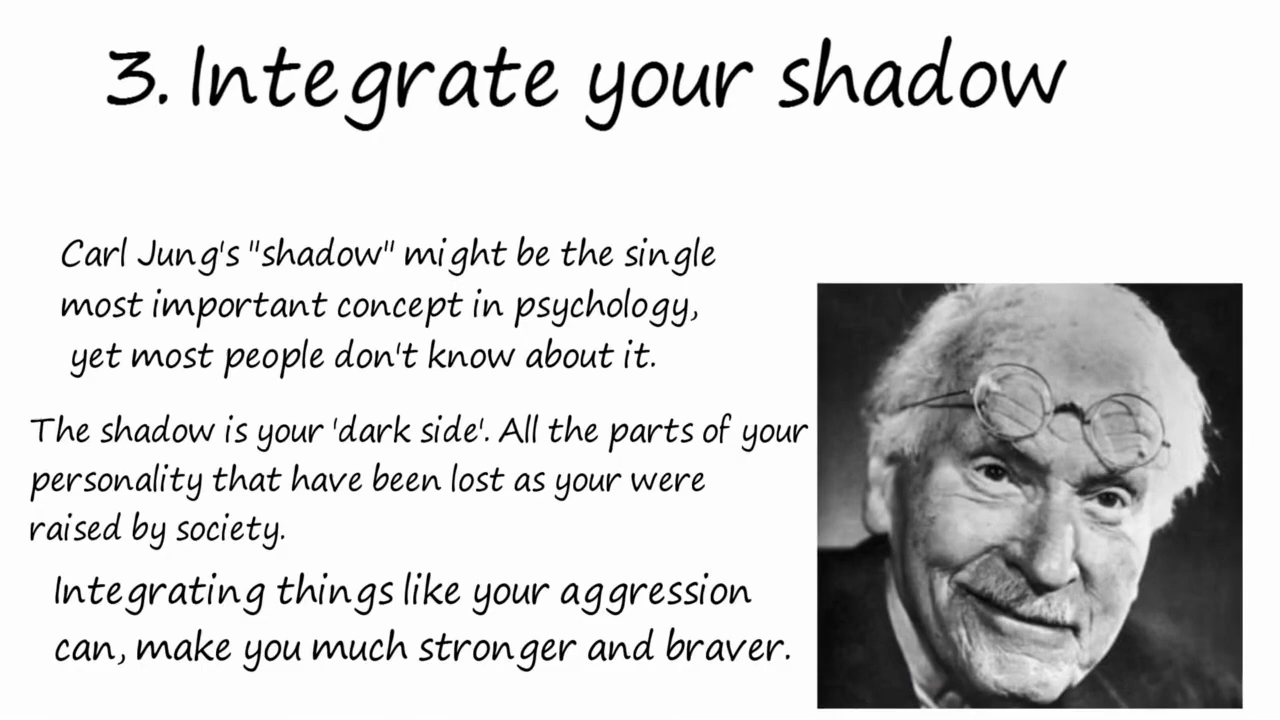 3. Integrate your shadow
Carl Jung's "shadow" might be the single
most important concept in psychology,
yet most people don't know about it.
The shadow is your 'dark side'. All the parts of your
personality that have been lost as your were
raised by society.
Integrating things like your aggression
can, make you much stronger and braver.